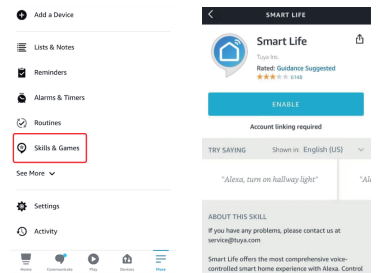 Add a Device
Lists & Notes
Reminders
Alarms & Timers
Routines
Skills & Games
See More
Settings
Activity
Home
Communicate
Play
Devices
More
SMART LIFE
Smart Life
Tuya Inc.
Rated: Guidance Suggested
6148
ENABLE
Account linking required
TRY SAYING Shown in: English (US)
"Alexa, turn on hallway light"
"Al
ABOUT THIS SKILL
If you have any problems, please contact us at
service@tuya.com
Smart Life offers the most comprehensive voice-
controlled smart home experience with Alexa. Control